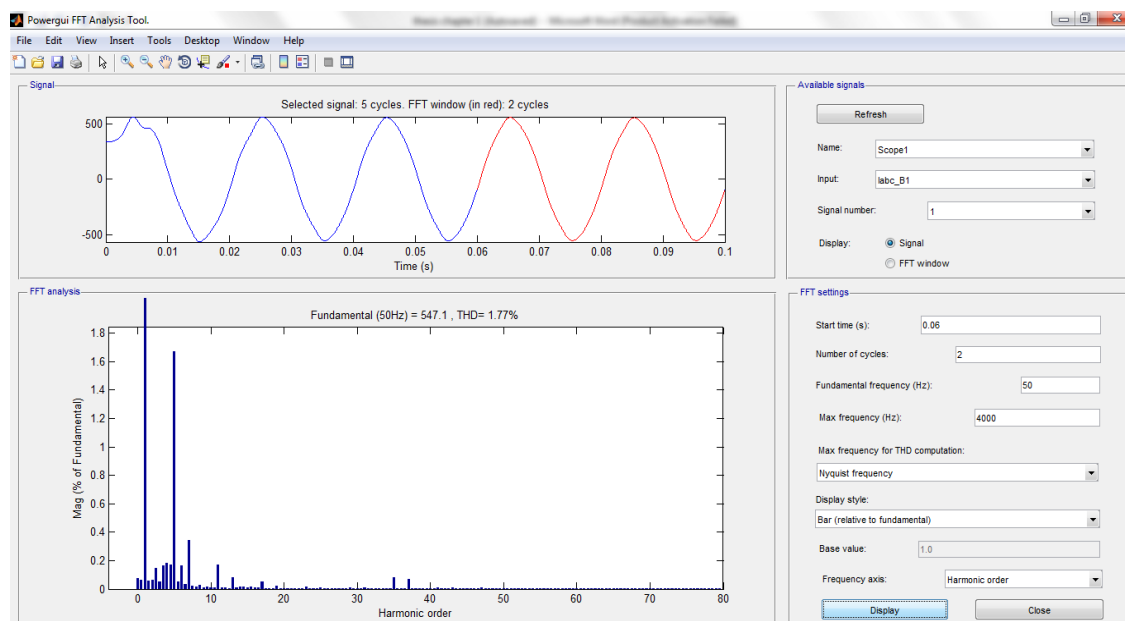 Powergui FFT Analysis Tool.
File Edit View Insert Tools Desktop Window Help
Signal
Selected signal: 5 cycles. FFT window (in red): 2 cycles
500
0
-500
0 0.01 0.02 0.03 0.04 0.05 0.06 0.07 0.08 0.09 0.1
Time (s)
FFT analysis
Fundamental (50Hz) = 547.1 , THD= 1.77%
1.8
1.6
1.4
1.2
1
0.8
0.6
0.4
0.2
0
Mag (% of Fundamental)
0 10 20 30 40 50 60 70 80
Harmonic order
Available signals
Refresh
Name: Scope1
Input: Iabc_B1
Signal number: 1
Display: Signal
FFT window
FFT settings
Start time (s): 0.06
Number of cycles: 2
Fundamental frequency (Hz): 50
Max frequency (Hz): 4000
Max frequency for THD computation:
Nyquist frequency
Display style:
Bar (relative to fundamental)
Base value: 1.0
Frequency axis: Harmonic order
Display Close